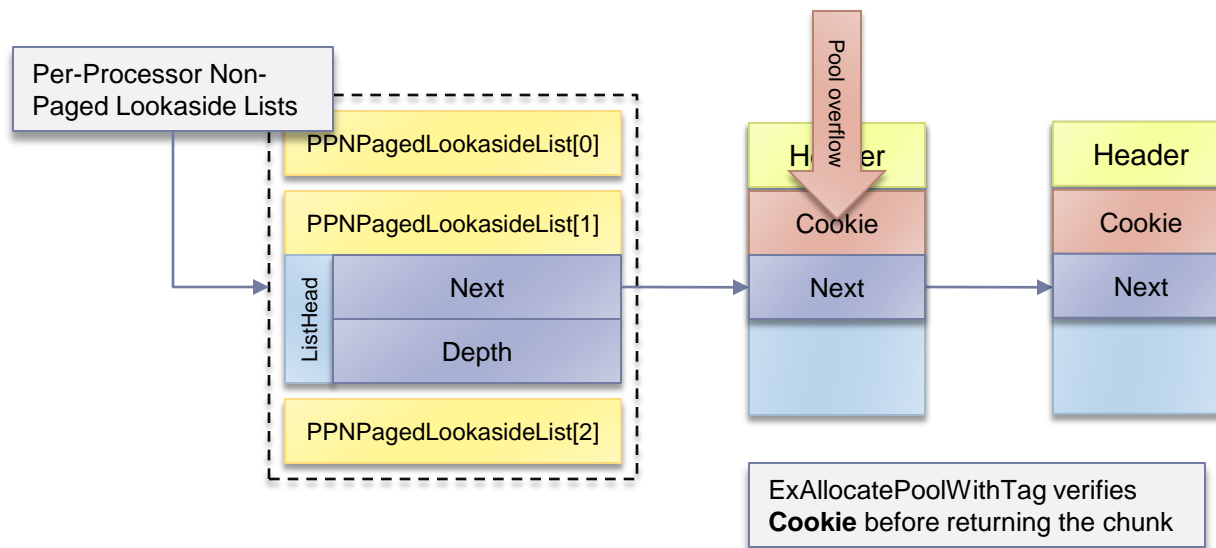 Per-Processor Non-
Paged Lookaside Lists
PPNPagedLookasideList[0]
PPNPagedLookasideList[1]
ListHead
Next
Depth
PPNPagedLookasideList[2]
Pool overflow
Header
Cookie
Next
Header
Cookie
Next
ExAllocatePoolWithTag verifies
Cookie before returning the chunk